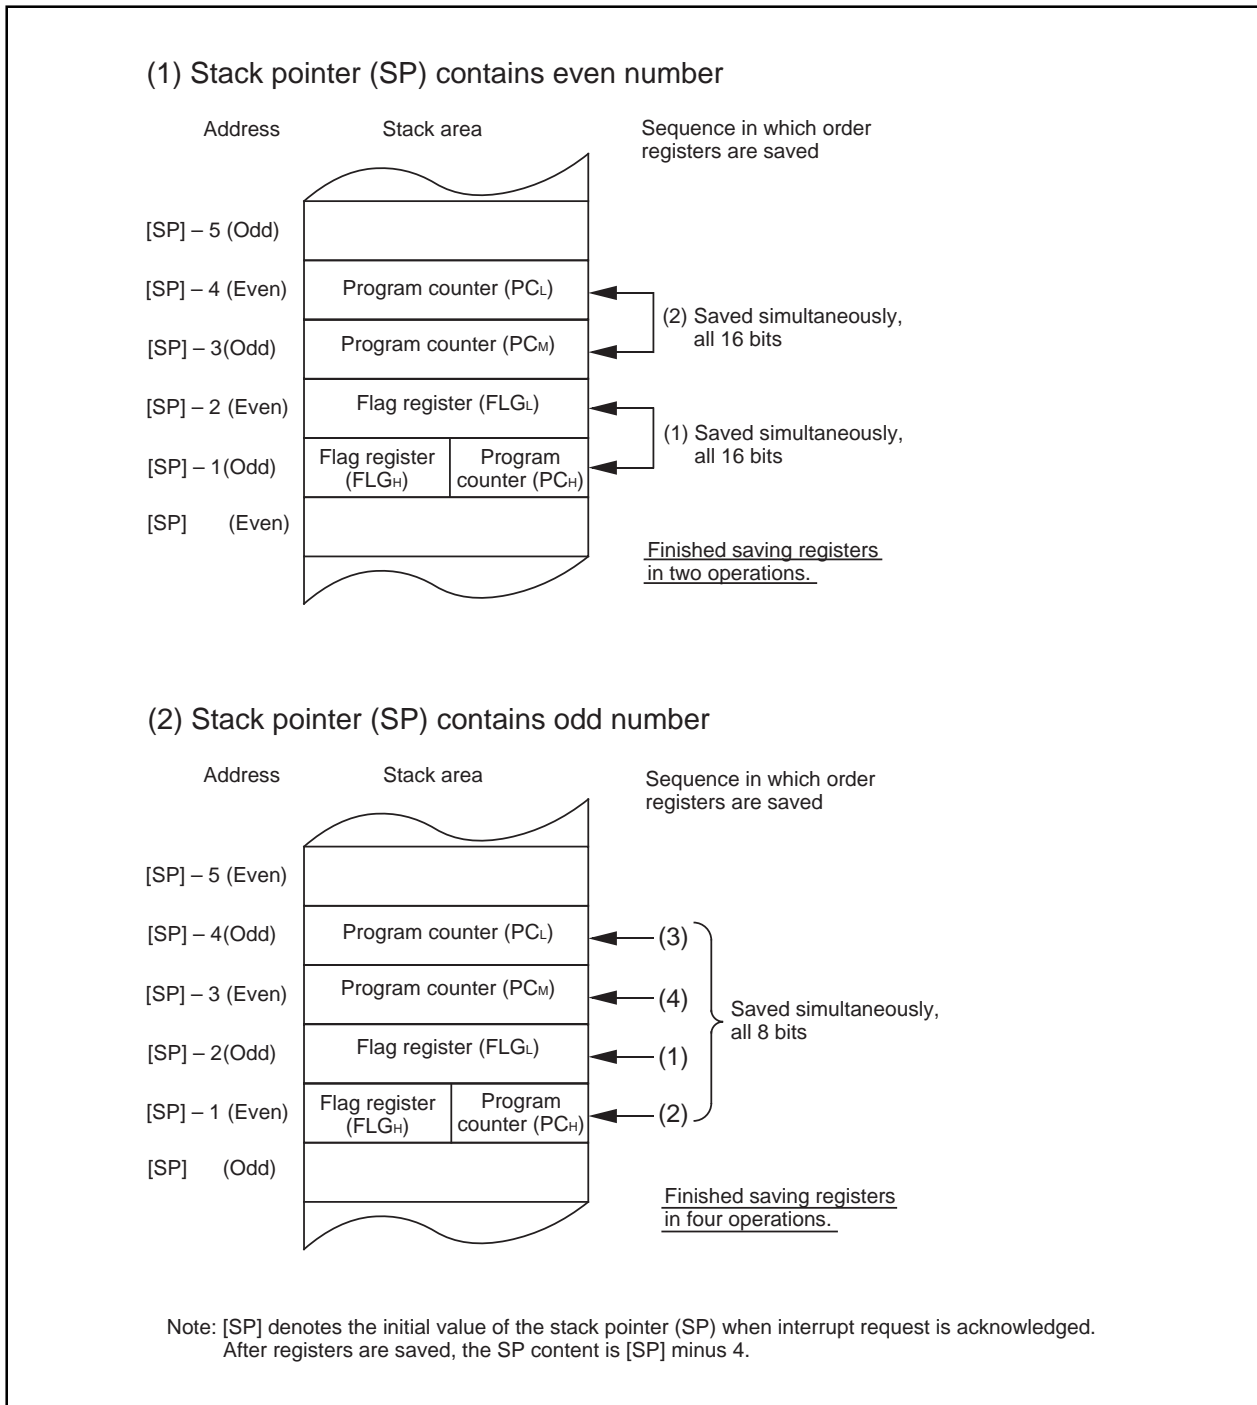 (1) Stack pointer (SP) contains even number
Address
Stack area
Sequence in which order
registers are saved
[SP] – 5 (Odd)
[SP] – 4 (Even)
Program counter (PCL)
[SP] – 3(Odd)
Program counter (PCM)
(2) Saved simultaneously,
all 16 bits
[SP] – 2 (Even)
Flag register (FLGL)
[SP] – 1(Odd)
Flag register
(FLGH)
Program
counter (PCH)
(1) Saved simultaneously,
all 16 bits
[SP] (Even)
Finished saving registers
in two operations.
(2) Stack pointer (SP) contains odd number
Address
Stack area
Sequence in which order
registers are saved
[SP] – 5 (Even)
[SP] – 4(Odd)
Program counter (PCL)
(3)
[SP] – 3 (Even)
Program counter (PCM)
(4)
Saved simultaneously,
all 8 bits
[SP] – 2(Odd)
Flag register (FLGL)
(1)
[SP] – 1 (Even)
Flag register
(FLGH)
Program
counter (PCH)
(2)
[SP] (Odd)
Finished saving registers
in four operations.
Note: [SP] denotes the initial value of the stack pointer (SP) when interrupt request is acknowledged.
After registers are saved, the SP content is [SP] minus 4.